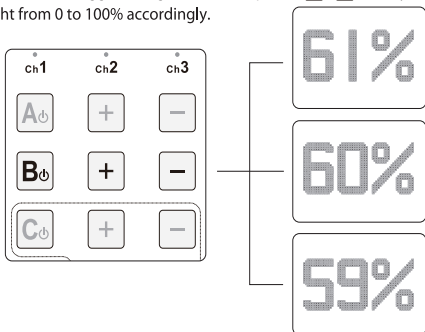 ht from 0 to 100% accordingly.
Ch1 Ch2 Ch3
A + −
B + −
C + −
61%
60%
59%